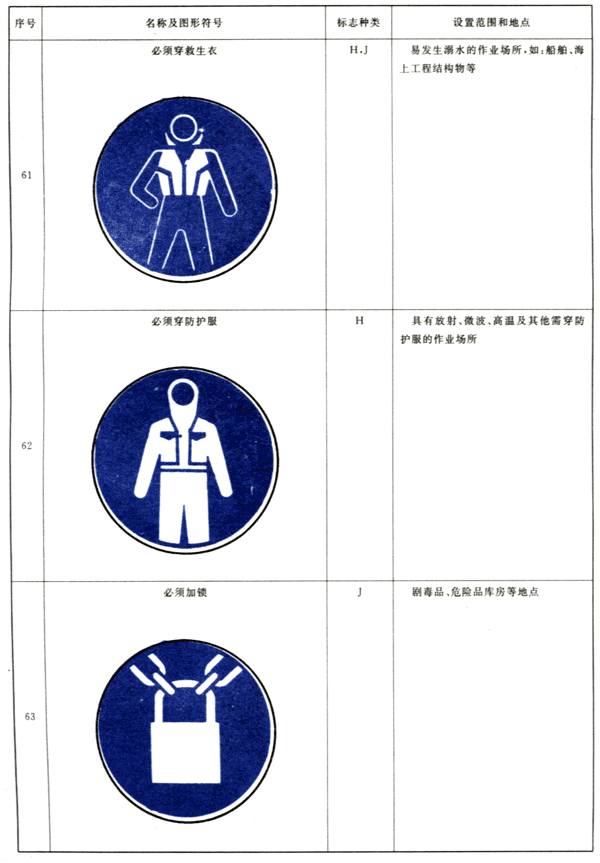 序号 名称及图形符号 标志种类 设置范围和地点
必须穿救生衣 H,J 易发生溺水的作业场所,如:船舶、海
上工程结构物等
61
必须穿防护服 H 具有放射、微波、高温及其他需穿防
护服的作业场所
62
必须加锁 J 剧毒品、危险品库房等地点
63